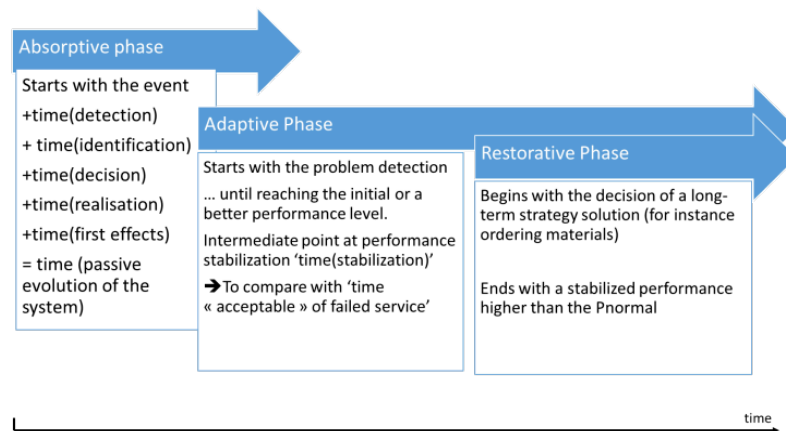 Absorptive phase
Starts with the event
+time(detection)
+ time(identification)
+time(decision)
+time(realisation)
+time(first effects)
= time (passive
evolution of the
system)
Adaptive Phase
Starts with the problem detection
... until reaching the initial or a
better performance level.
Intermediate point at performance
stabilization ‘time(stabilization)’
➔To compare with ‘time
« acceptable » of failed service’
Restorative Phase
Begins with the decision of a long-
term strategy solution (for instance
ordering materials)
Ends with a stabilized performance
higher than the Pnormal
time